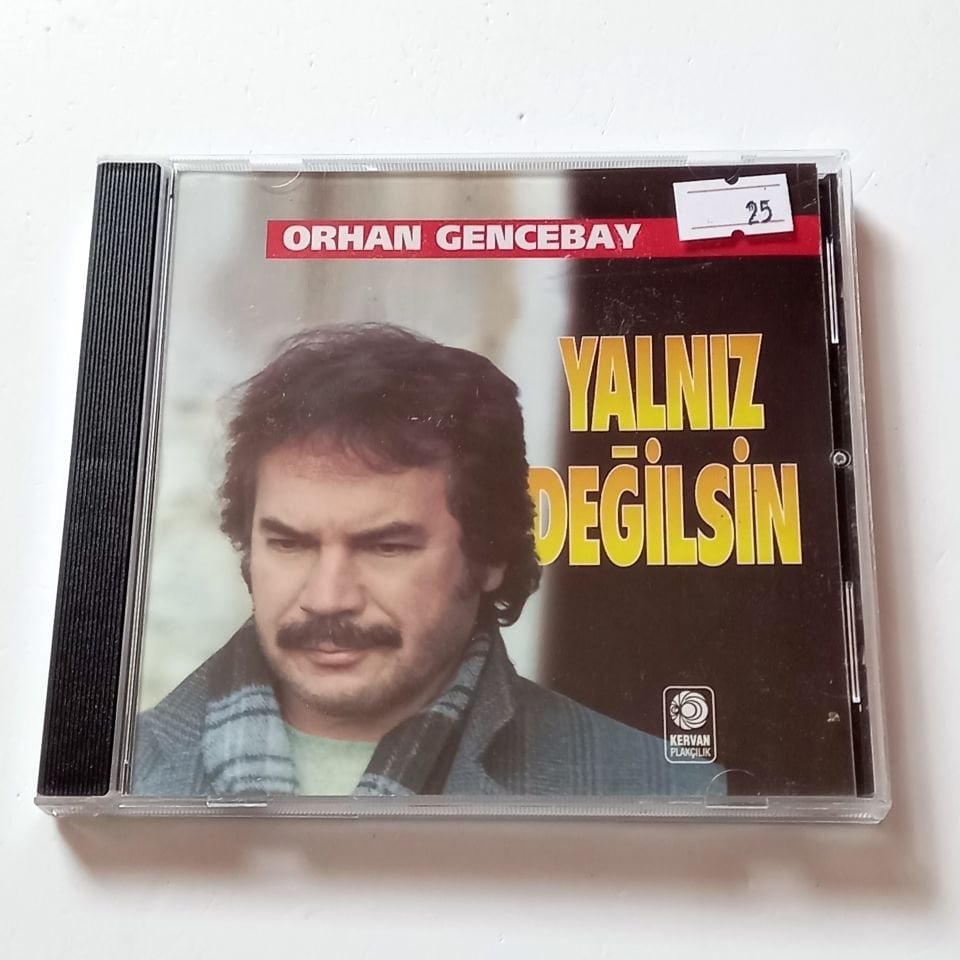 25
ORHAN GENCEBAY
YALNIZ
DEĞİLSİN
KERVAN
PLAKÇILIK